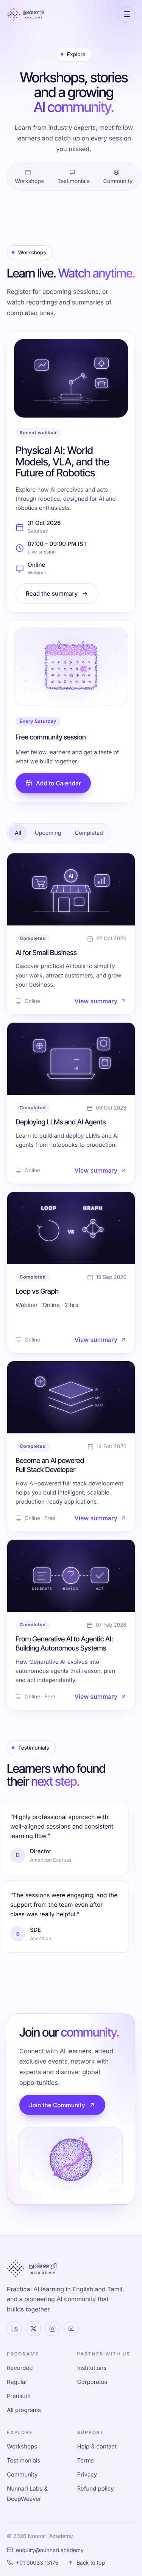 நுண்ணறி
ACADEMY
Explore
Workshops, stories
and a growing
AI community.
Learn from industry experts, meet fellow
learners and catch up on every session
you missed.
Workshops
Testimonials
Community
Workshops
Learn live. Watch anytime.
Register for upcoming sessions, or
watch recordings and summaries of
completed ones.
Recent webinar
Physical AI: World
Models, VLA, and the
Future of Robotics
Explore how AI perceives and acts
through robotics, designed for AI and
robotics enthusiasts.
31 Oct 2026
Saturday
07:00 – 09:00 PM IST
Live session
Online
Webinar
Read the summary →
Every Saturday
Free community session
Meet fellow learners and get a taste of
what we build together.
Add to Calendar
All
Upcoming
Completed
AI
Completed
22 Oct 2026
AI for Small Business
Discover practical AI tools to simplify
your work, attract customers, and grow
your business.
Online
View summary ↗
Completed
03 Oct 2026
Deploying LLMs and AI Agents
Learn to build and deploy LLMs and AI
agents from notebooks to production.
Online
View summary ↗
LOOP
VS
GRAPH
Completed
19 Sep 2026
Loop vs Graph
Webinar · Online · 2 hrs
Online
View summary ↗
UI
API
DATA
Completed
14 Feb 2026
Become an AI powered
Full Stack Developer
How AI-powered full stack development
helps you build intelligent, scalable,
production-ready applications.
Online · Free
View summary ↗
GENERATE
REASON
ACT
Completed
07 Feb 2026
From Generative AI to Agentic AI:
Building Autonomous Systems
How Generative AI evolves into
autonomous agents that reason, plan
and act independently.
Online · Free
View summary ↗
Testimonials
Learners who found
their next step.
“Highly professional approach with
well-aligned sessions and consistent
learning flow.”
D
Director
American Express
“The sessions were engaging, and the
support from the team even after
class was really helpful.”
S
SDE
Ascedion
Join our community.
Connect with AI learners, attend
exclusive events, network with
experts and discover global
opportunities.
Join the Community ↗
நுண்ணறி
ACADEMY
Practical AI learning in English and Tamil,
and a pioneering AI community that
builds together.
PROGRAMS
Recorded
Regular
Premium
All programs
PARTNER WITH US
Institutions
Corporates
EXPLORE
Workshops
Testimonials
Community
Nunnari Labs &
DeepWeaver
SUPPORT
Help & contact
Terms
Privacy
Refund policy
© 2026 Nunnari Academy.
enquiry@nunnari.academy
+91 90033 13175
↑ Back to top